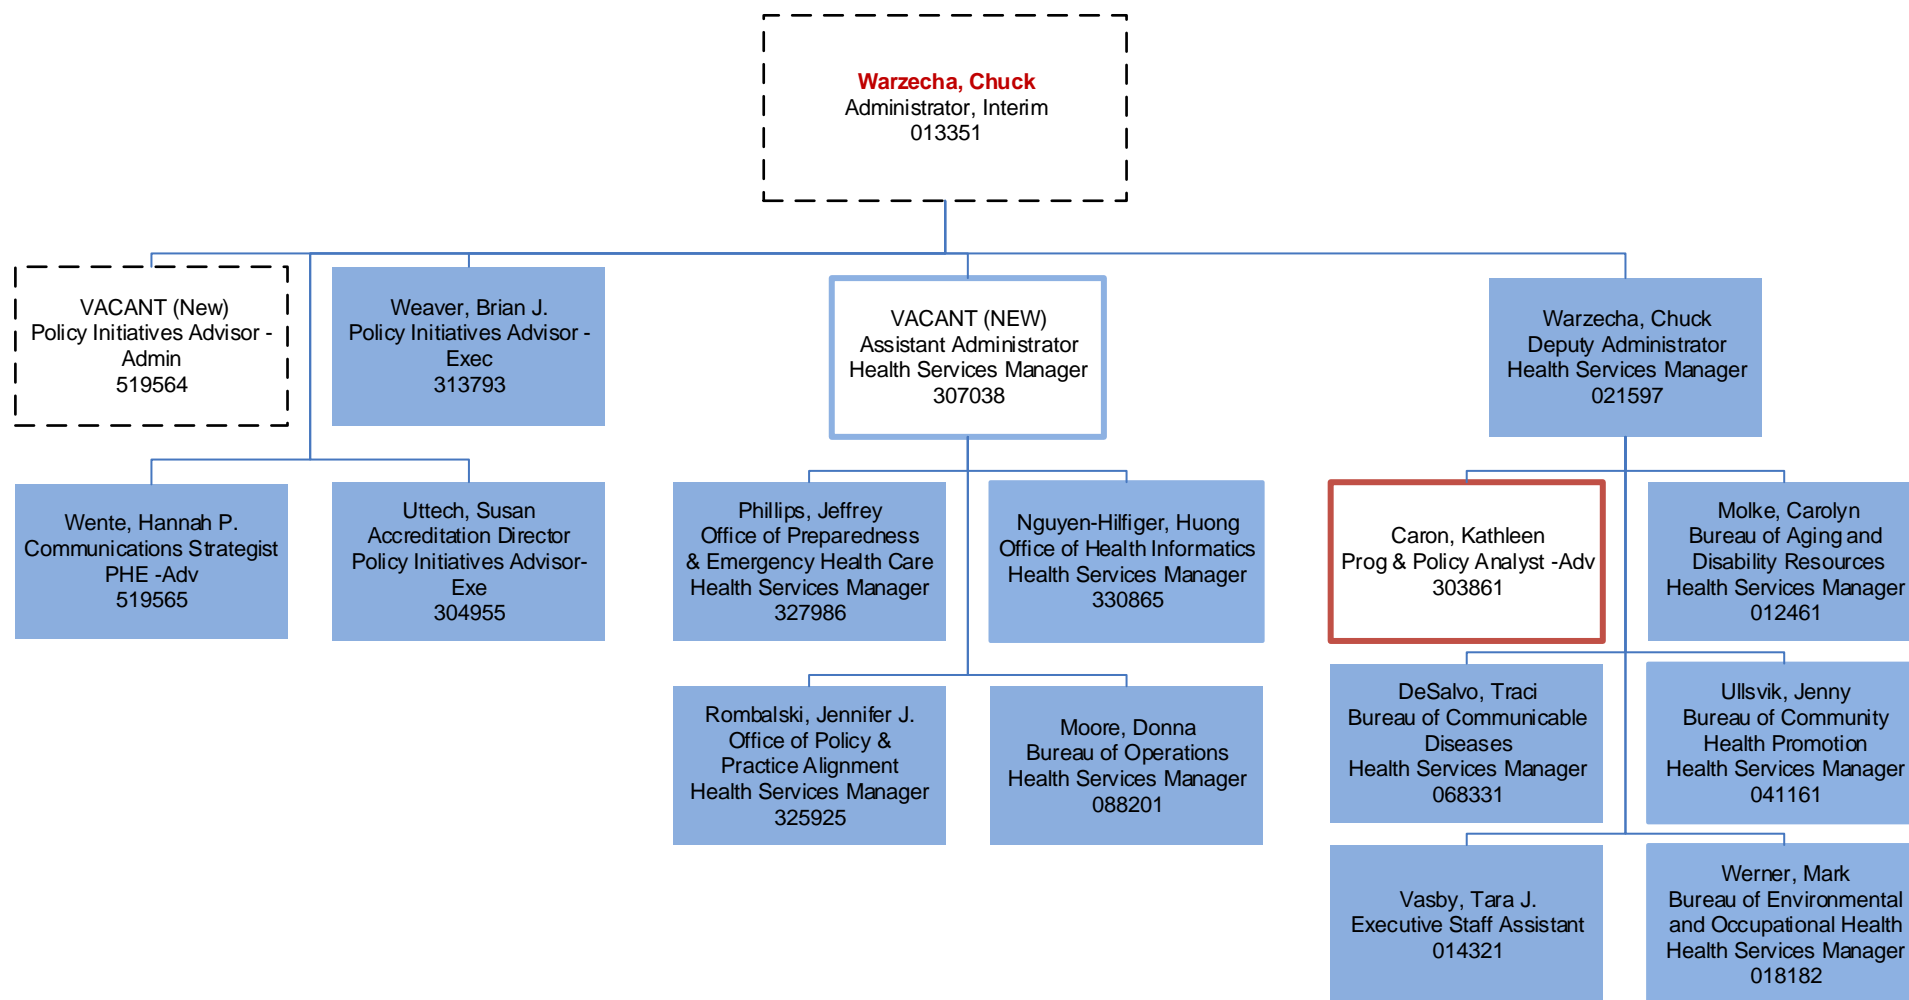 Warzecha, Chuck
Administrator, Interim
013351
VACANT (New)
Policy Initiatives Advisor -
Admin
519564
Weaver, Brian J.
Policy Initiatives Advisor -
Exec
313793
VACANT (NEW)
Assistant Administrator
Health Services Manager
307038
Warzecha, Chuck
Deputy Administrator
Health Services Manager
021597
Wente, Hannah P.
Communications Strategist
PHE -Adv
519565
Uttech, Susan
Accreditation Director
Policy Initiatives Advisor-
Exe
304955
Phillips, Jeffrey
Office of Preparedness
& Emergency Health Care
Health Services Manager
327986
Nguyen-Hilfiger, Huong
Office of Health Informatics
Health Services Manager
330865
Caron, Kathleen
Prog & Policy Analyst -Adv
303861
Molke, Carolyn
Bureau of Aging and
Disability Resources
Health Services Manager
012461
Rombalski, Jennifer J.
Office of Policy &
Practice Alignment
Health Services Manager
325925
Moore, Donna
Bureau of Operations
Health Services Manager
088201
DeSalvo, Traci
Bureau of Communicable
Diseases
Health Services Manager
068331
Ullsvik, Jenny
Bureau of Community
Health Promotion
Health Services Manager
041161
Vasby, Tara J.
Executive Staff Assistant
014321
Werner, Mark
Bureau of Environmental
and Occupational Health
Health Services Manager
018182